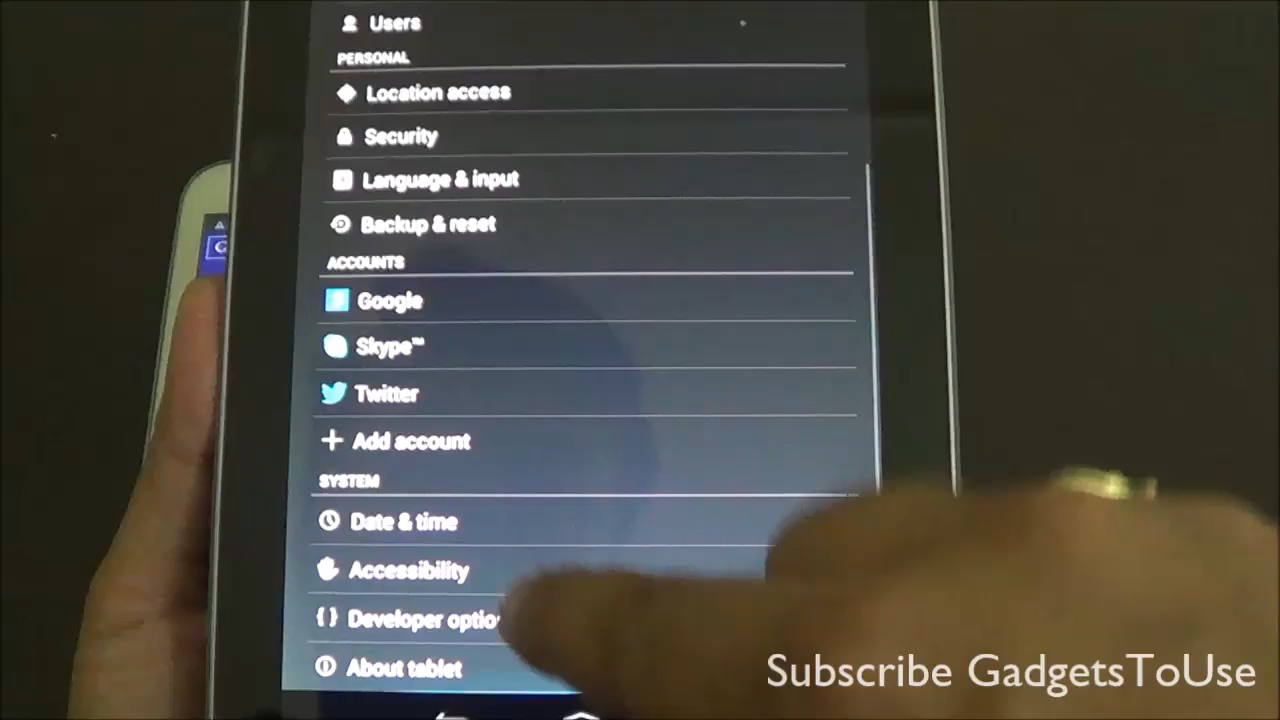 Users
PERSONAL
Location access
Security
Language & input
Backup & reset
ACCOUNTS
Google
Skype™
Twitter
Add account
SYSTEM
Date & time
Accessibility
Developer optio
About tablet
Subscribe GadgetsToUse